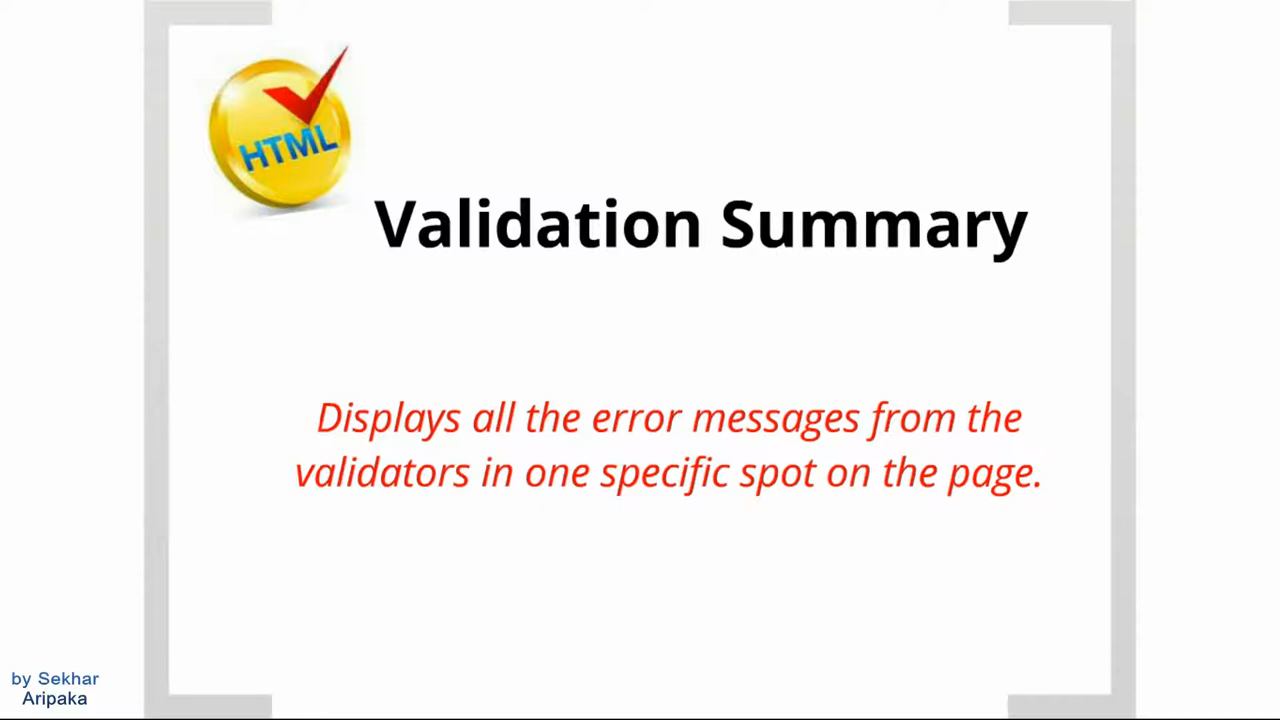 HTML
Validation Summary
Displays all the error messages from the
validators in one specific spot on the page.
by Sekhar
Aripaka